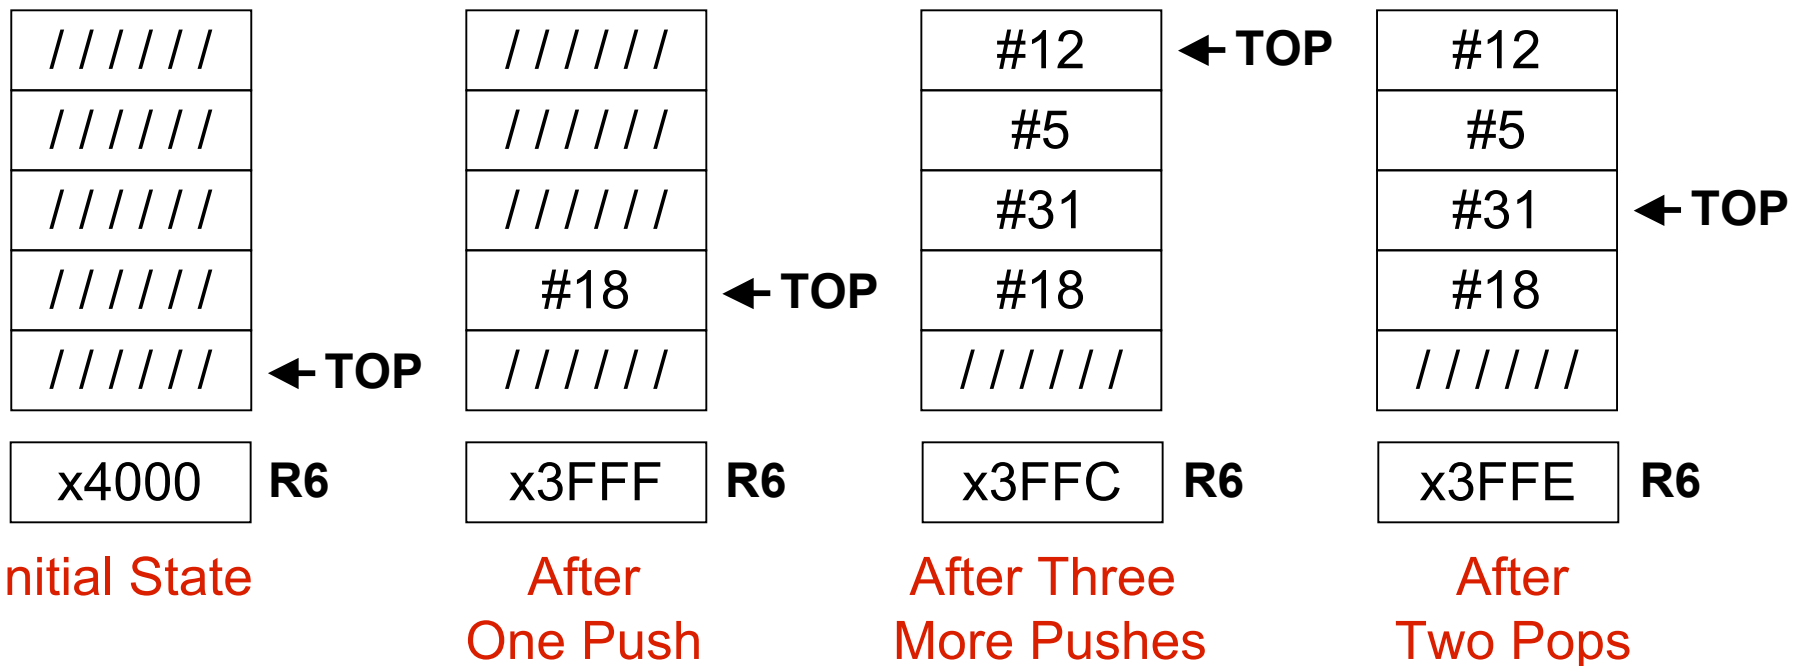 / / / / / /
/ / / / / /
/ / / / / /
/ / / / / /
/ / / / / / TOP
x4000 R6
nitial State
/ / / / / /
/ / / / / /
/ / / / / /
#18 TOP
/ / / / / /
x3FFF R6
After
One Push
#12 TOP
#5
#31
#18
/ / / / / /
x3FFC R6
After Three
More Pushes
#12
#5
#31 TOP
#18
/ / / / / /
x3FFE R6
After
Two Pops